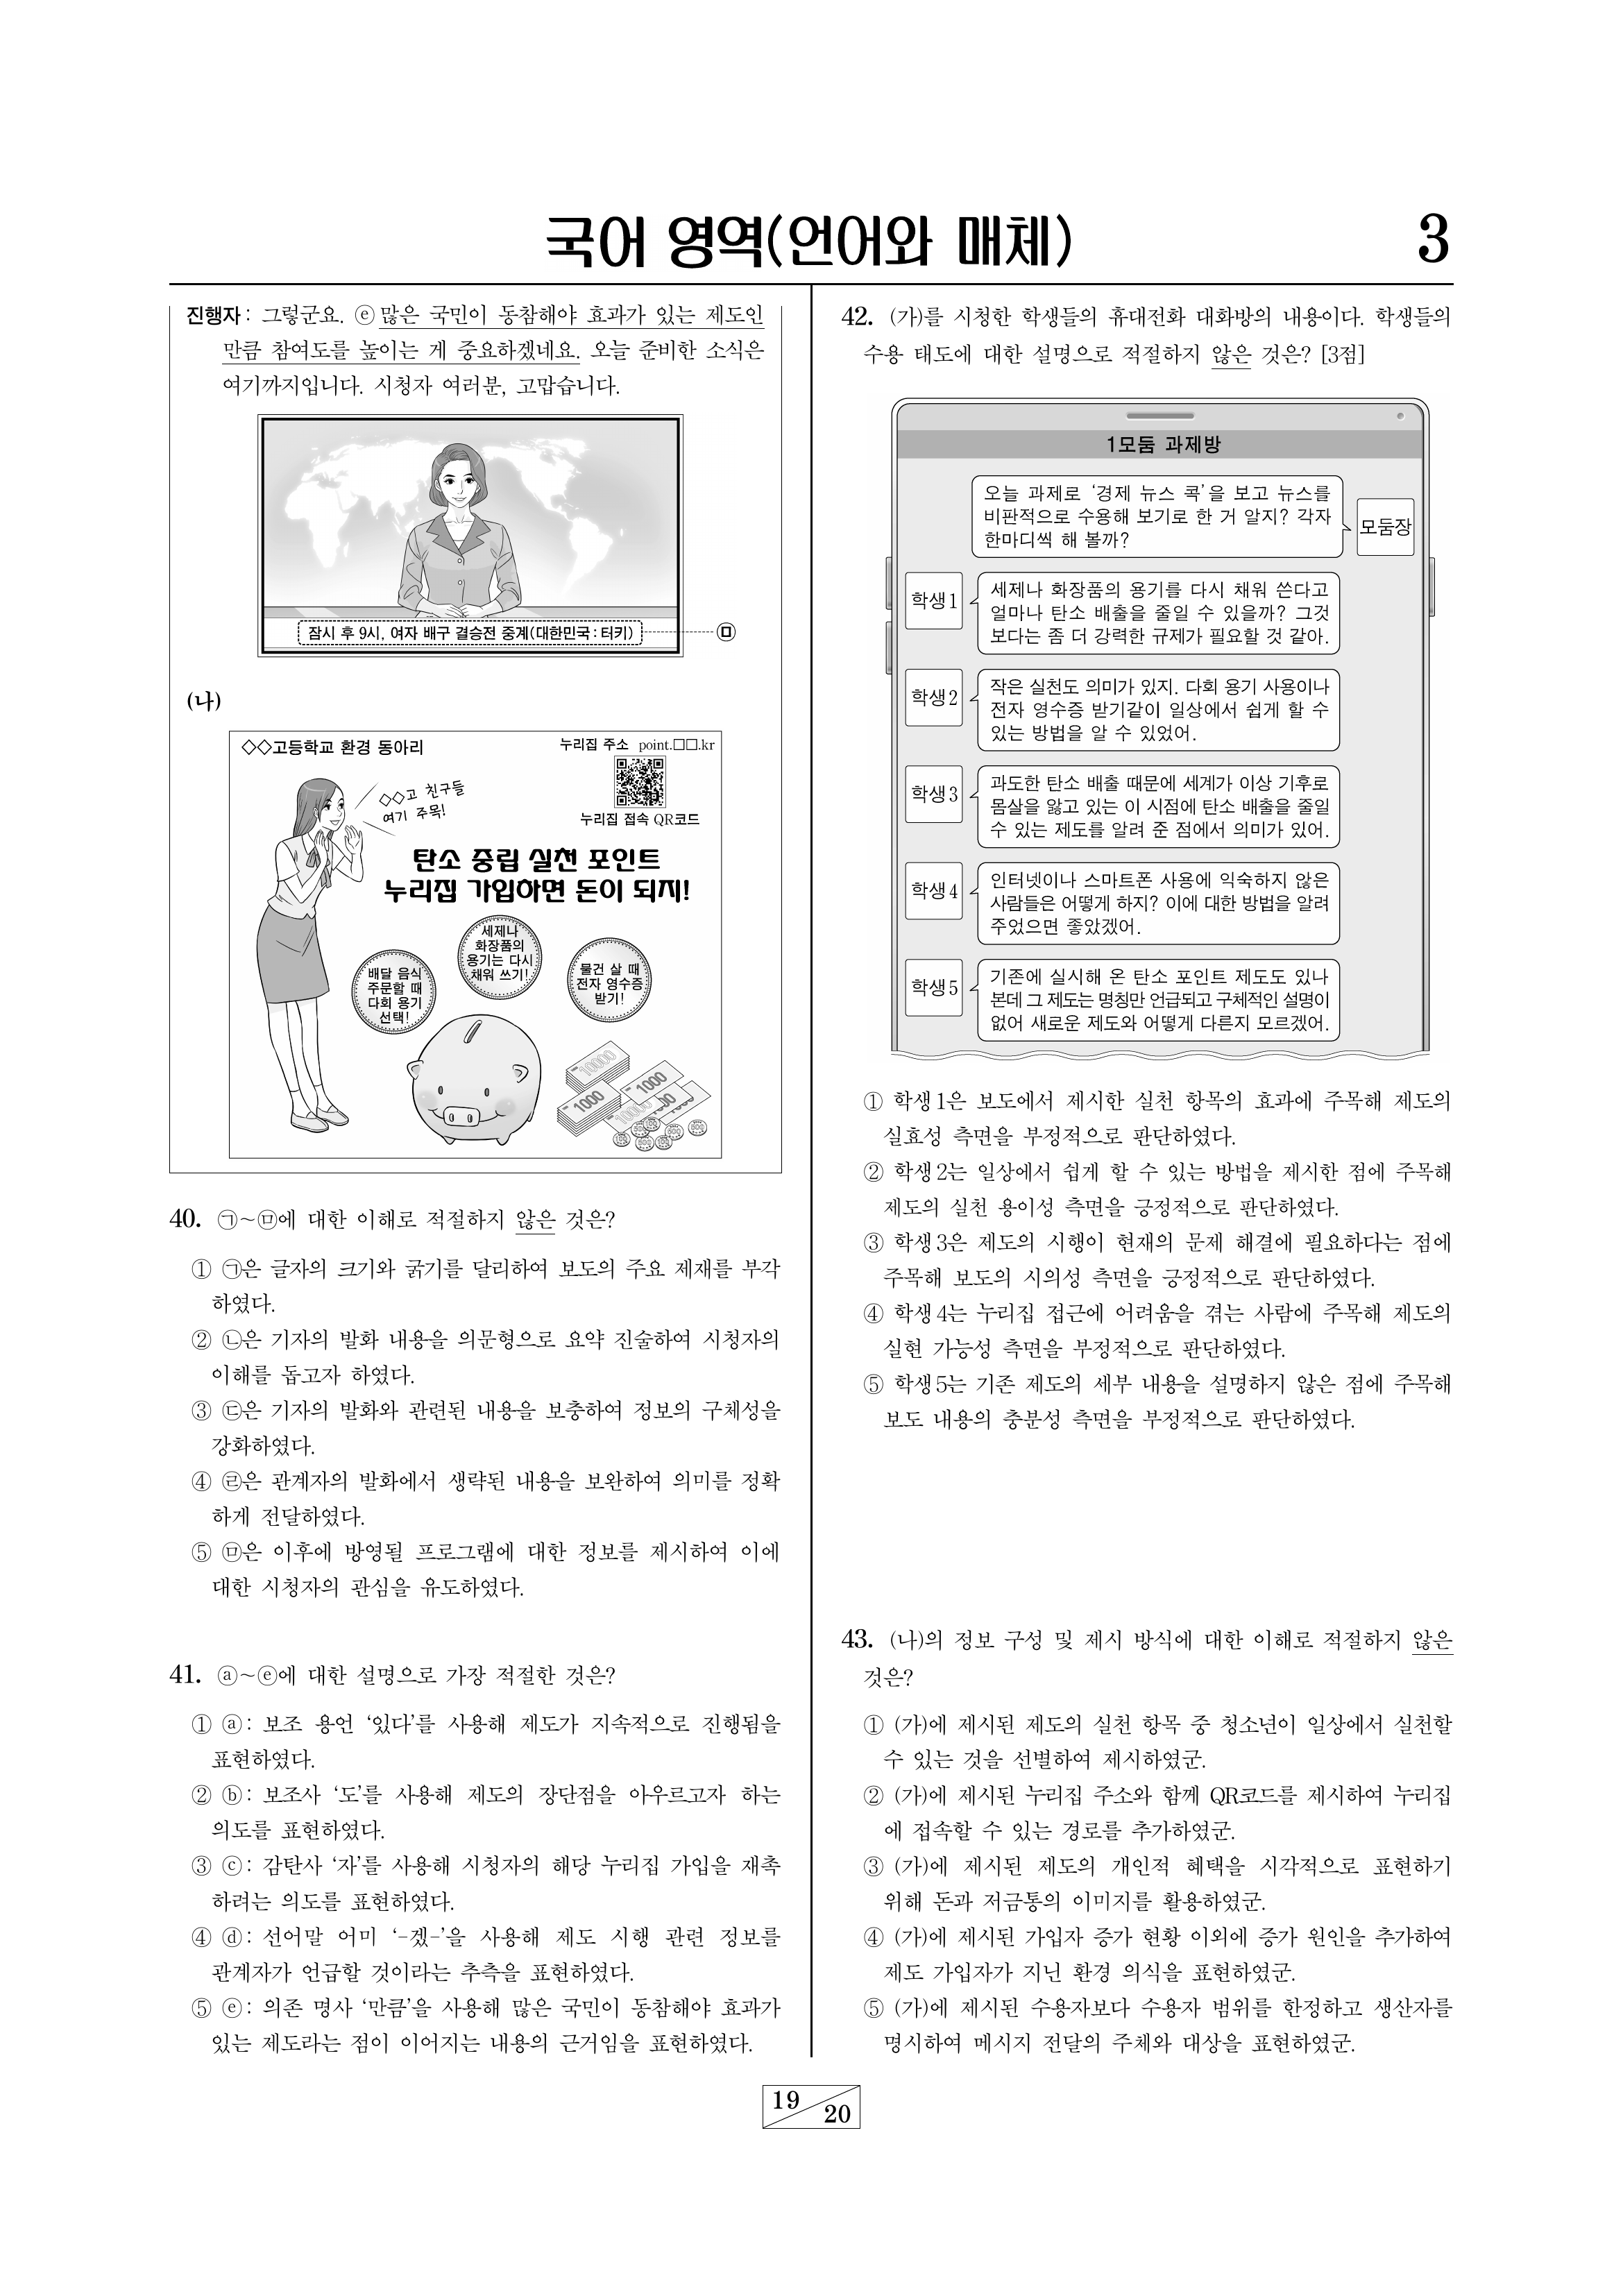 국어 영역(언어와 매체)
3
진행자 : 그렇군요. ⓔ 많은 국민이 동참해야 효과가 있는 제도인
만큼 참여도를 높이는 게 중요하겠네요. 오늘 준비한 소식은
여기까지입니다. 시청자 여러분, 고맙습니다.
잠시 후 9시, 여자 배구 결승전 중계(대한민국 : 터키)
㉤
(나)
◇◇고등학교 환경 동아리
누리집 주소 point.□□.kr
◇◇고 친구들
여기 주목!
누리집 접속 QR코드
탄소 중립 실천 포인트
누리집 가입하면 돈이 되지!
배달 음식
주문할 때
다회 용기
선택!
세제나
화장품의
용기는 다시
채워 쓰기!
물건 살 때
전자 영수증
받기!
10000
1000
1000
10000
40. ㉠~㉤에 대한 이해로 적절하지 않은 것은?
① ㉠은 글자의 크기와 굵기를 달리하여 보도의 주요 제재를 부각
하였다.
② ㉡은 기자의 발화 내용을 의문형으로 요약 진술하여 시청자의
이해를 돕고자 하였다.
③ ㉢은 기자의 발화와 관련된 내용을 보충하여 정보의 구체성을
강화하였다.
④ ㉣은 관계자의 발화에서 생략된 내용을 보완하여 의미를 정확
하게 전달하였다.
⑤ ㉤은 이후에 방영될 프로그램에 대한 정보를 제시하여 이에
대한 시청자의 관심을 유도하였다.
41. ⓐ~ⓔ에 대한 설명으로 가장 적절한 것은?
① ⓐ : 보조 용언 ‘있다’를 사용해 제도가 지속적으로 진행됨을
표현하였다.
② ⓑ : 보조사 ‘도’를 사용해 제도의 장단점을 아우르고자 하는
의도를 표현하였다.
③ ⓒ : 감탄사 ‘자’를 사용해 시청자의 해당 누리집 가입을 재촉
하려는 의도를 표현하였다.
④ ⓓ : 선어말 어미 ‘-겠-’을 사용해 제도 시행 관련 정보를
관계자가 언급할 것이라는 추측을 표현하였다.
⑤ ⓔ : 의존 명사 ‘만큼’을 사용해 많은 국민이 동참해야 효과가
있는 제도라는 점이 이어지는 내용의 근거임을 표현하였다.
42. (가)를 시청한 학생들의 휴대전화 대화방의 내용이다. 학생들의
수용 태도에 대한 설명으로 적절하지 않은 것은? [3점]
1모둠 과제방
오늘 과제로 ‘경제 뉴스 콕’을 보고 뉴스를
비판적으로 수용해 보기로 한 거 알지? 각자
한마디씩 해 볼까?
모둠장
학생1
세제나 화장품의 용기를 다시 채워 쓴다고
얼마나 탄소 배출을 줄일 수 있을까? 그것
보다는 좀 더 강력한 규제가 필요할 것 같아.
학생2
작은 실천도 의미가 있지. 다회 용기 사용이나
전자 영수증 받기같이 일상에서 쉽게 할 수
있는 방법을 알 수 있었어.
학생3
과도한 탄소 배출 때문에 세계가 이상 기후로
몸살을 앓고 있는 이 시점에 탄소 배출을 줄일
수 있는 제도를 알려 준 점에서 의미가 있어.
학생4
인터넷이나 스마트폰 사용에 익숙하지 않은
사람들은 어떻게 하지? 이에 대한 방법을 알려
주었으면 좋았겠어.
학생5
기존에 실시해 온 탄소 포인트 제도도 있나
본데 그 제도는 명칭만 언급되고 구체적인 설명이
없어 새로운 제도와 어떻게 다른지 모르겠어.
① 학생1은 보도에서 제시한 실천 항목의 효과에 주목해 제도의
실효성 측면을 부정적으로 판단하였다.
② 학생2는 일상에서 쉽게 할 수 있는 방법을 제시한 점에 주목해
제도의 실천 용이성 측면을 긍정적으로 판단하였다.
③ 학생3은 제도의 시행이 현재의 문제 해결에 필요하다는 점에
주목해 보도의 시의성 측면을 긍정적으로 판단하였다.
④ 학생4는 누리집 접근에 어려움을 겪는 사람에 주목해 제도의
실현 가능성 측면을 부정적으로 판단하였다.
⑤ 학생5는 기존 제도의 세부 내용을 설명하지 않은 점에 주목해
보도 내용의 충분성 측면을 부정적으로 판단하였다.
43. (나)의 정보 구성 및 제시 방식에 대한 이해로 적절하지 않은
것은?
① (가)에 제시된 제도의 실천 항목 중 청소년이 일상에서 실천할
수 있는 것을 선별하여 제시하였군.
② (가)에 제시된 누리집 주소와 함께 QR코드를 제시하여 누리집
에 접속할 수 있는 경로를 추가하였군.
③ (가)에 제시된 제도의 개인적 혜택을 시각적으로 표현하기
위해 돈과 저금통의 이미지를 활용하였군.
④ (가)에 제시된 가입자 증가 현황 이외에 증가 원인을 추가하여
제도 가입자가 지닌 환경 의식을 표현하였군.
⑤ (가)에 제시된 수용자보다 수용자 범위를 한정하고 생산자를
명시하여 메시지 전달의 주체와 대상을 표현하였군.
19
20